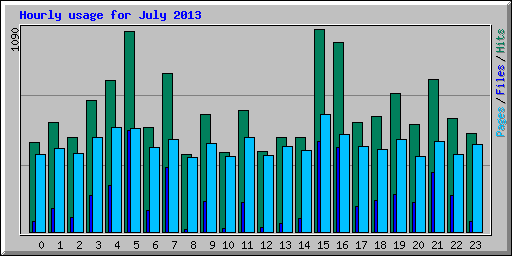 Hourly usage for July 2013
1090
Pages / Files / Hits
0 1 2 3 4 5 6 7 8 9 10 11 12 13 14 15 16 17 18 19 20 21 22 23